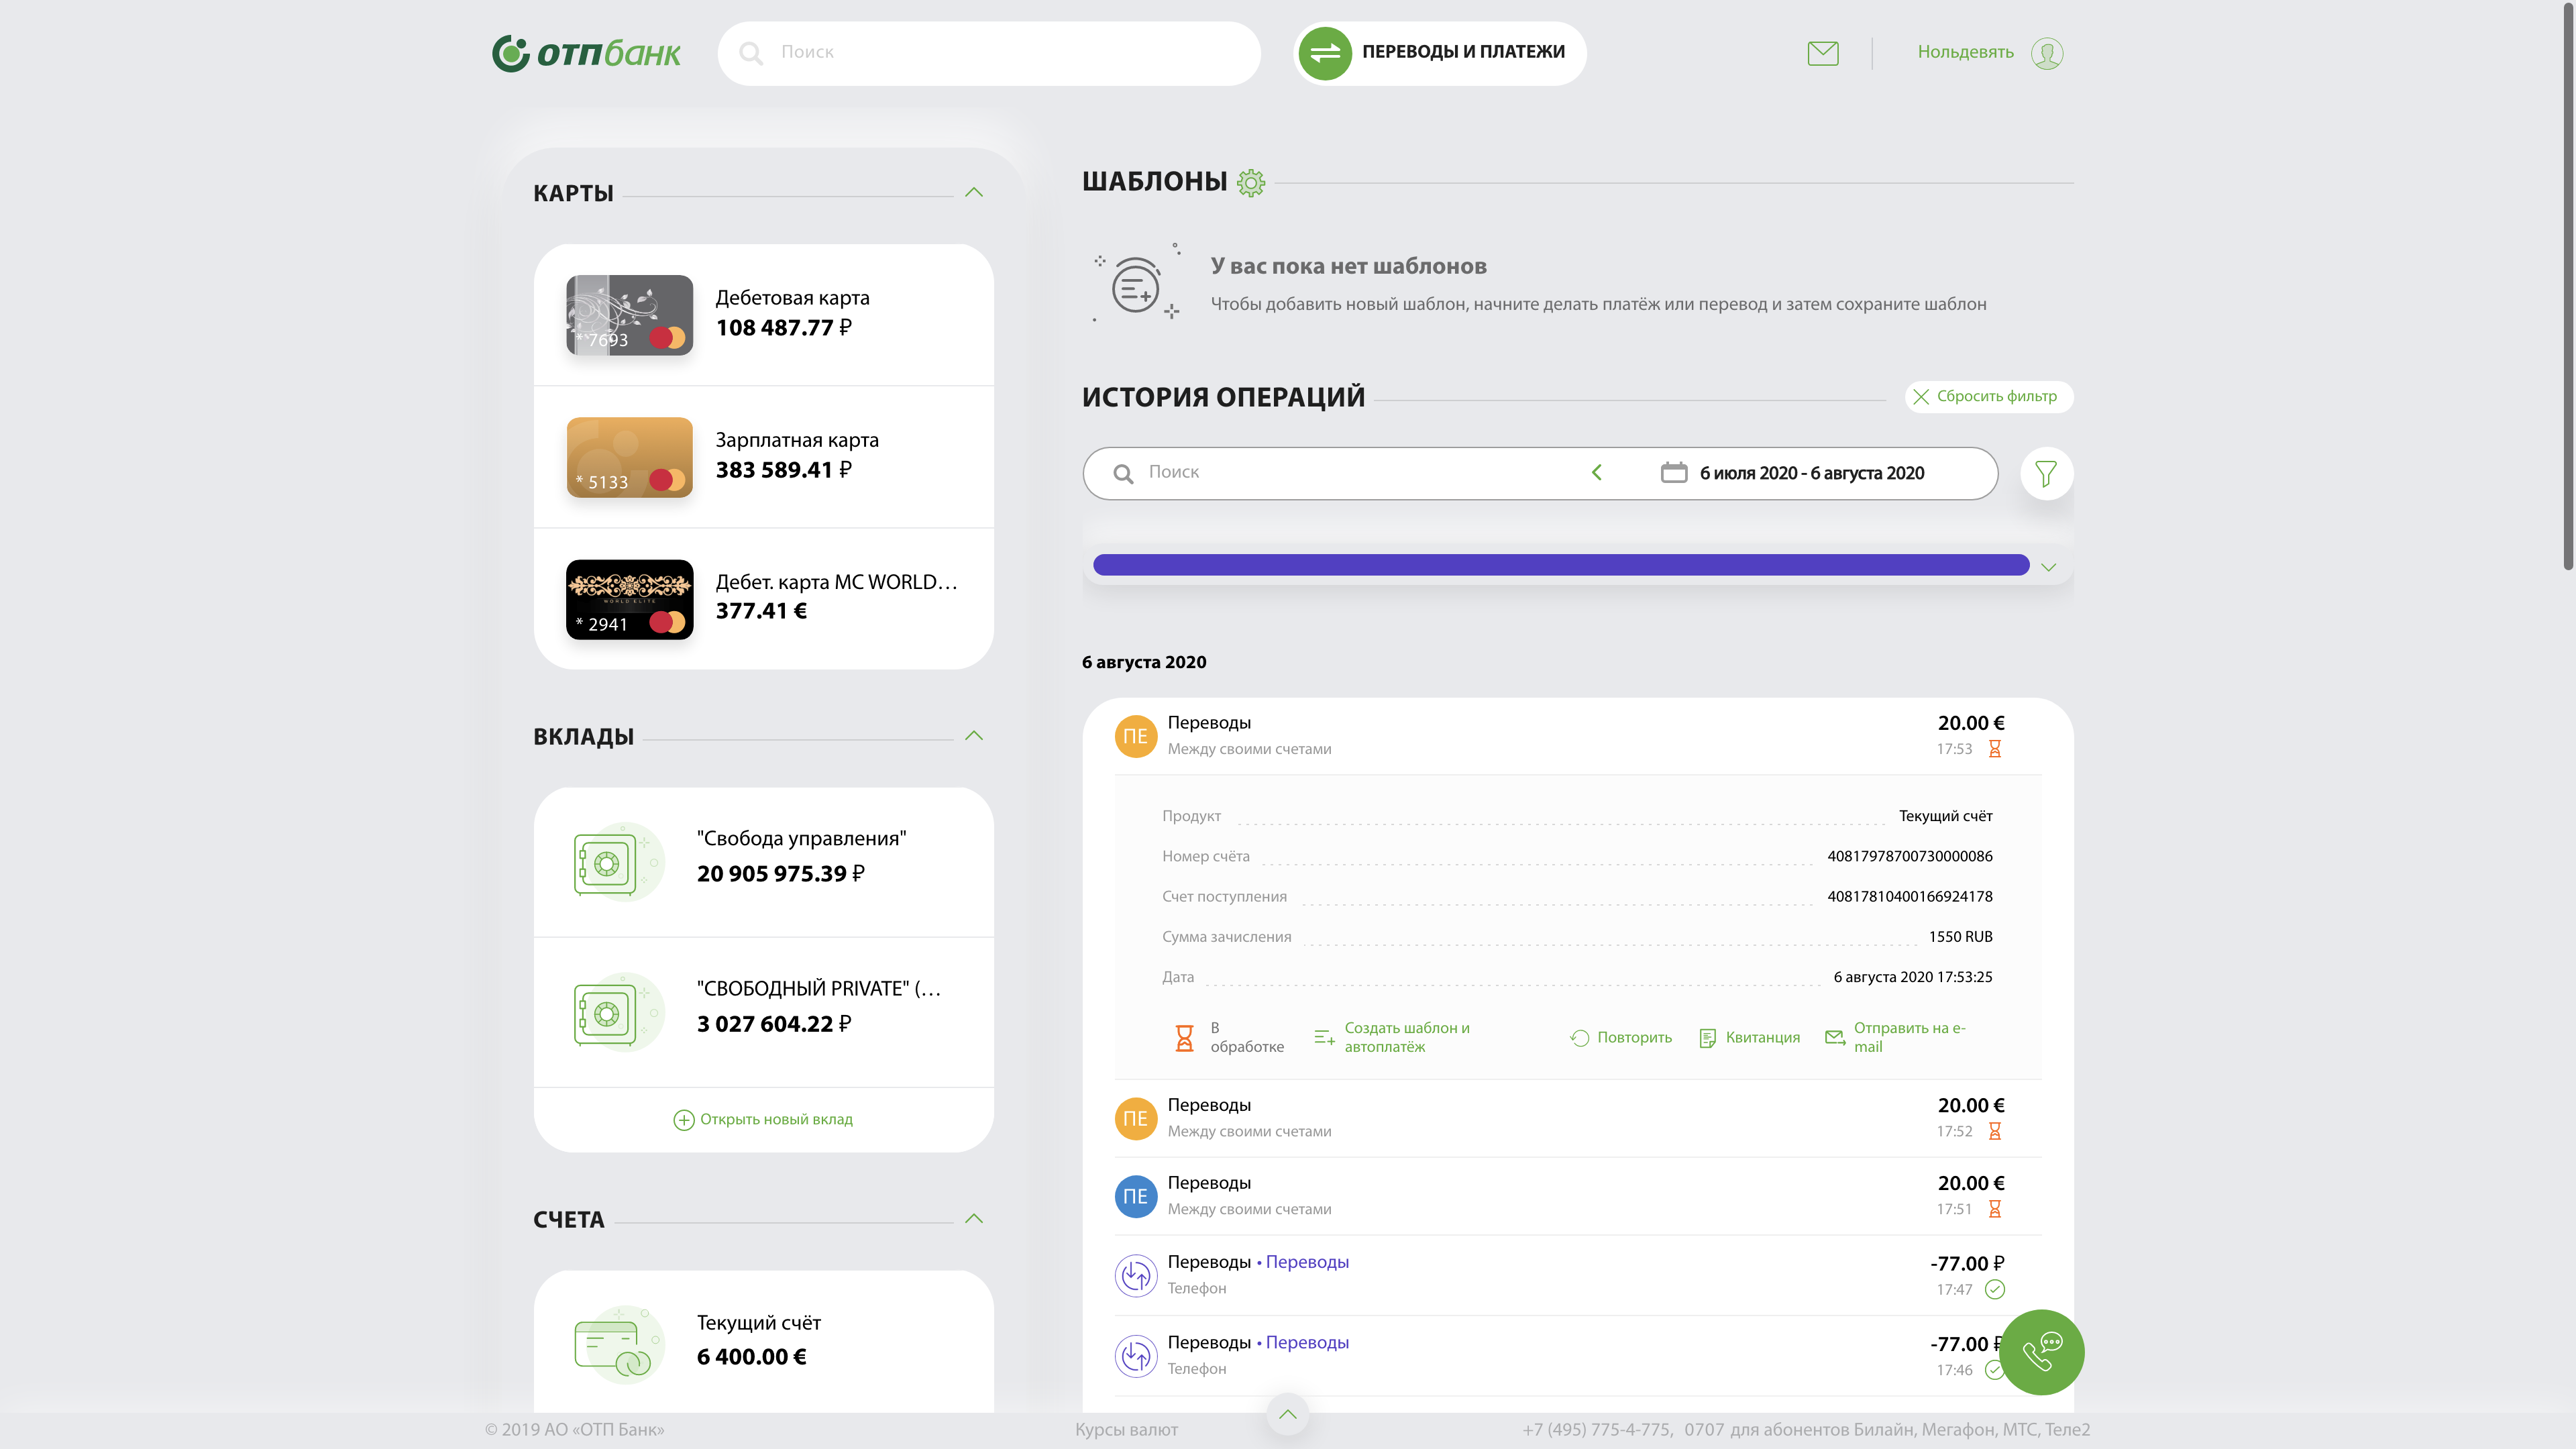 отпбанк
Поиск
ПЕРЕВОДЫ И ПЛАТЕЖИ
Нольдевять
КАРТЫ
* 7693
Дебетовая карта
108 487.77 ₽
* 5133
Зарплатная карта
383 589.41 ₽
WORLD ELITE
* 2941
Дебет. карта MC WORLD…
377.41 €
ВКЛАДЫ
"Свобода управления"
20 905 975.39 ₽
"СВОБОДНЫЙ PRIVATE" (…
3 027 604.22 ₽
Открыть новый вклад
СЧЕТА
Текущий счёт
6 400.00 €
ШАБЛОНЫ
У вас пока нет шаблонов
Чтобы добавить новый шаблон, начните делать платёж или перевод и затем сохраните шаблон
ИСТОРИЯ ОПЕРАЦИЙ
Сбросить фильтр
Поиск
6 июля 2020 - 6 августа 2020
6 августа 2020
ПЕ
Переводы
20.00 €
Между своими счетами
17:53
Продукт
Текущий счёт
Номер счёта
40817978700730000086
Счет поступления
40817810400166924178
Сумма зачисления
1550 RUB
Дата
6 августа 2020 17:53:25
В
обработке
Создать шаблон и
автоплатёж
Повторить
Квитанция
Отправить на e-
mail
ПЕ
Переводы
20.00 €
Между своими счетами
17:52
ПЕ
Переводы
20.00 €
Между своими счетами
17:51
Переводы • Переводы
-77.00 ₽
Телефон
17:47
Переводы • Переводы
-77.00 ₽
Телефон
17:46
© 2019 АО «ОТП Банк»
Курсы валют
+7 (495) 775-4-775, 0707 для абонентов Билайн, Мегафон, МТС, Теле2